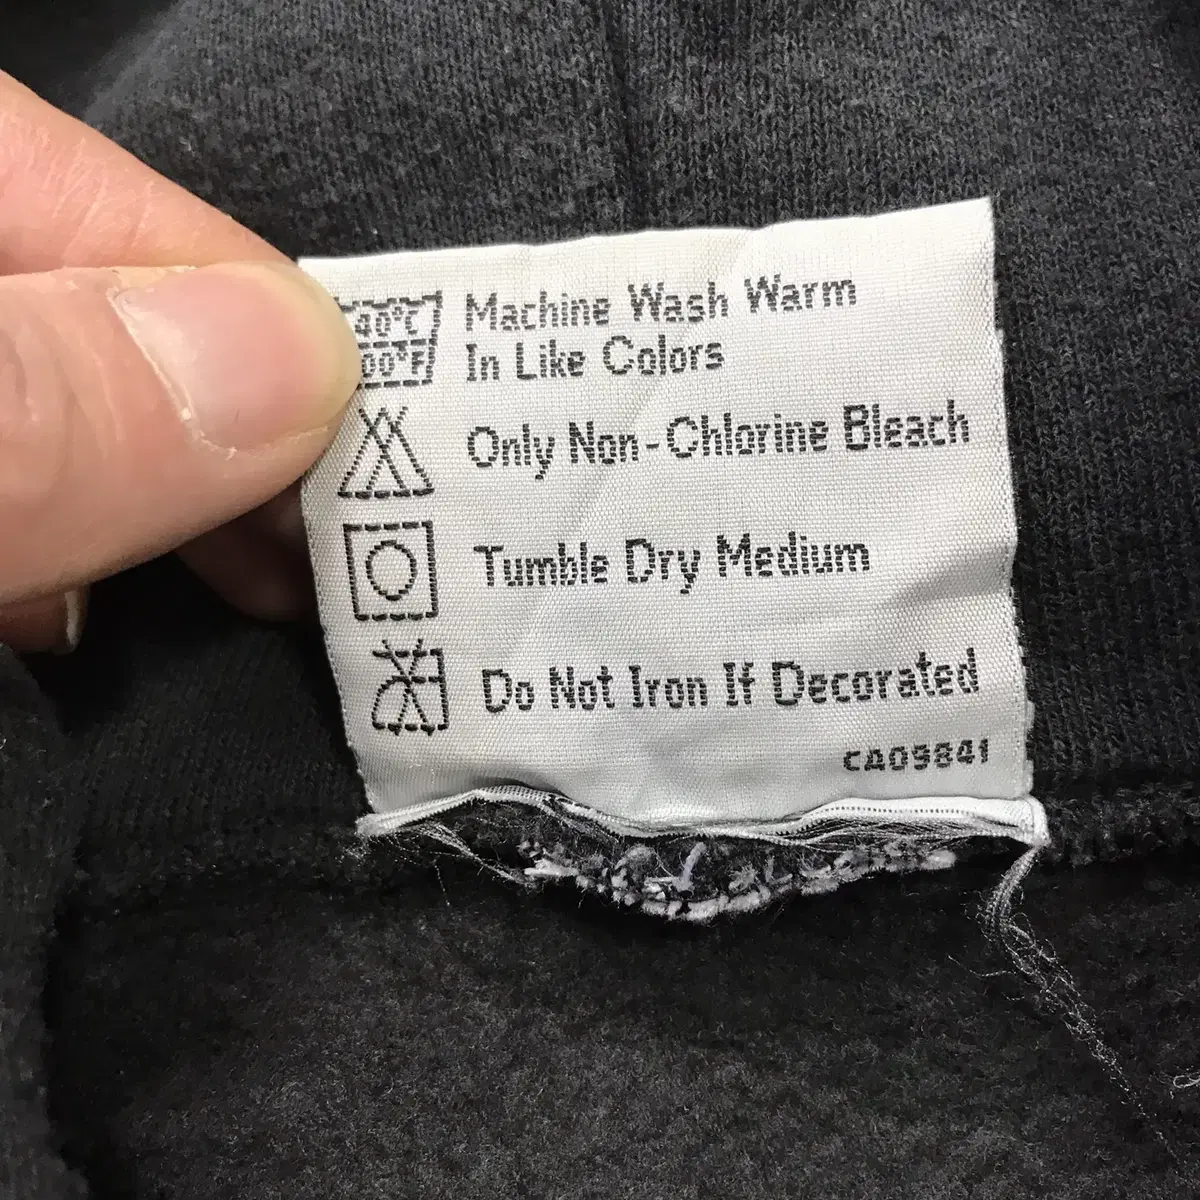 40°C
Machine Wash Warm
00°F
In Like Colors
Only Non-Chlorine Bleach
Tumble Dry Medium
Do Not Iron If Decorated
CA09841